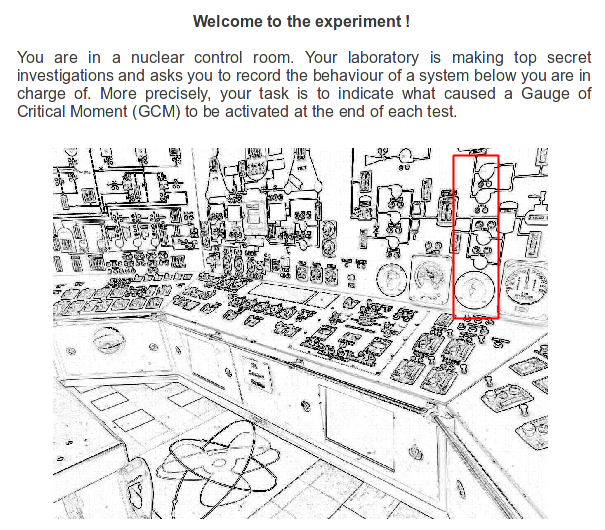 Welcome to the experiment !
You are in a nuclear control room. Your laboratory is making top secret
investigations and asks you to record the behaviour of a system below you are in
charge of. More precisely, your task is to indicate what caused a Gauge of
Critical Moment (GCM) to be activated at the end of each test.